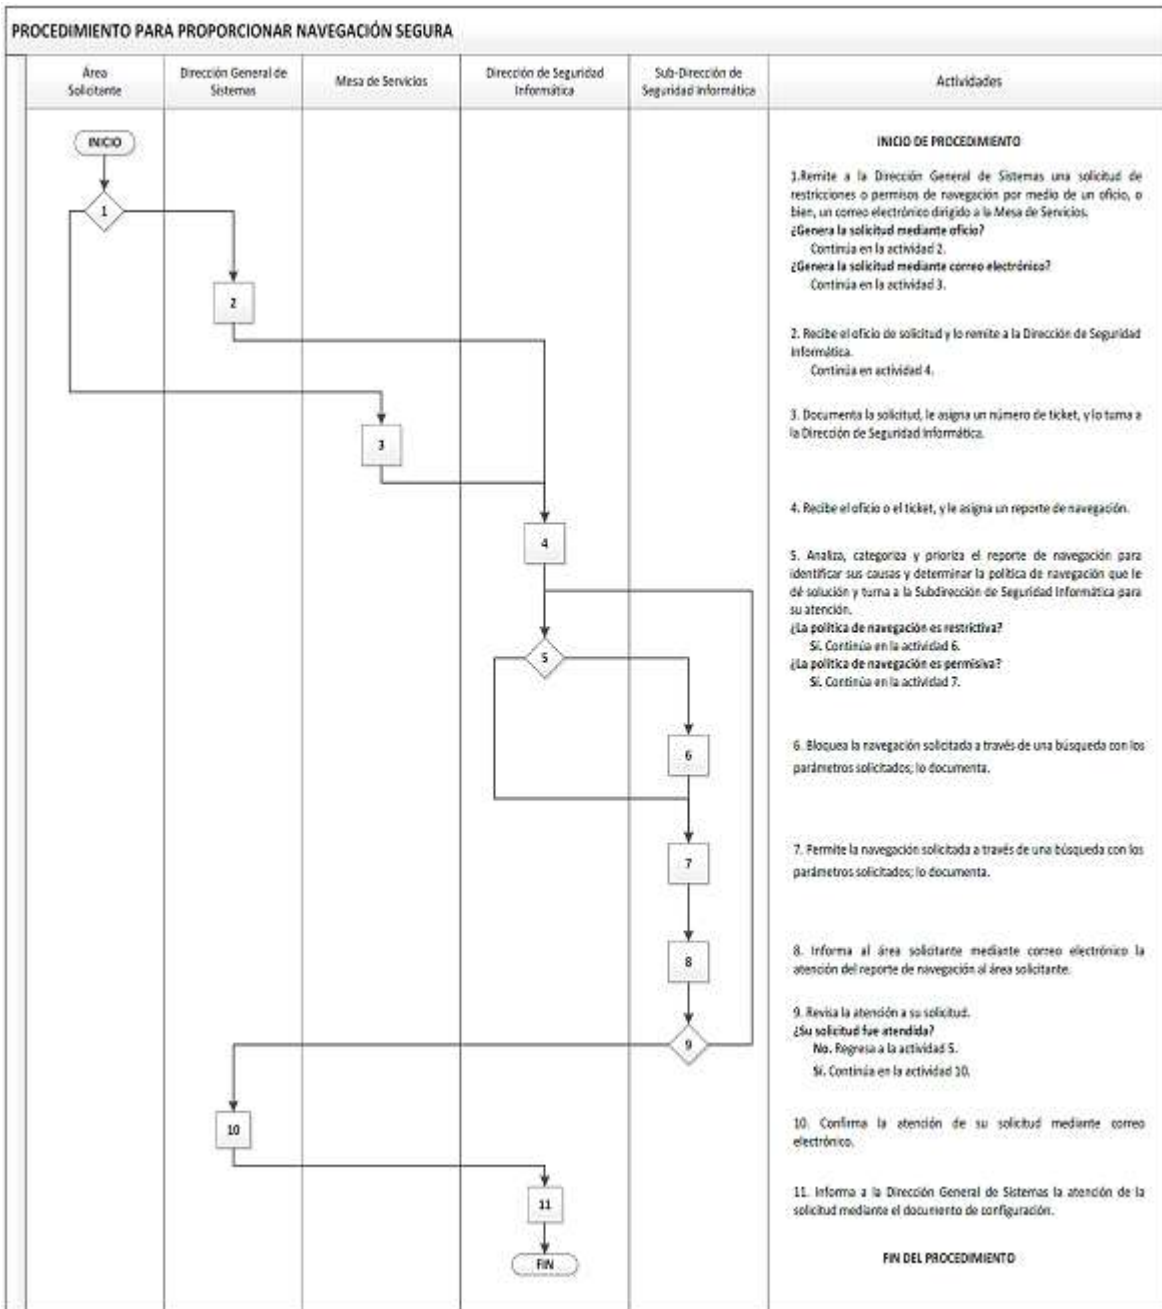 PROCEDIMIENTO PARA PROPORCIONAR NAVEGACIÓN SEGURA
Área
Solicitante
Dirección General de
Sistemas
Mesa de Servicios
Dirección de Seguridad
Informática
Sub-Dirección de
Seguridad Informática
Actividades
INICIO
1
2
3
4
5
6
7
8
9
10
11
FIN
INICIO DE PROCEDIMIENTO
1.Remite a la Dirección General de Sistemas una solicitud de
restricciones o permisos de navegación por medio de un oficio, o
bien, un correo electrónico dirigido a la Mesa de Servicios.
¿Genera la solicitud mediante oficio?
Continúa en la actividad 2.
¿Genera la solicitud mediante correo electrónico?
Continúa en la actividad 3.
2. Recibe el oficio de solicitud y lo remite a la Dirección de Seguridad
Informática.
Continúa en actividad 4.
3. Documenta la solicitud, le asigna un número de ticket, y lo turna a
la Dirección de Seguridad Informática.
4. Recibe el oficio o el ticket, y le asigna un reporte de navegación.
5. Analiza, categoriza y prioriza el reporte de navegación para
identificar sus causas y determinar la política de navegación que le
dé solución y turna a la Subdirección de Seguridad Informática para
su atención.
¿La política de navegación es restrictiva?
Sí. Continúa en la actividad 6.
¿La política de navegación es permisiva?
Sí. Continúa en la actividad 7.
6. Bloquea la navegación solicitada a través de una búsqueda con los
parámetros solicitados; lo documenta.
7. Permite la navegación solicitada a través de una búsqueda con los
parámetros solicitados; lo documenta.
8. Informa al área solicitante mediante correo electrónico la
atención del reporte de navegación al área solicitante.
9. Revisa la atención a su solicitud.
¿Su solicitud fue atendida?
No. Regresa a la actividad 5.
Sí. Continúa en la actividad 10.
10. Confirma la atención de su solicitud mediante correo
electrónico.
11. Informa a la Dirección General de Sistemas la atención de la
solicitud mediante el documento de configuración.
FIN DEL PROCEDIMIENTO